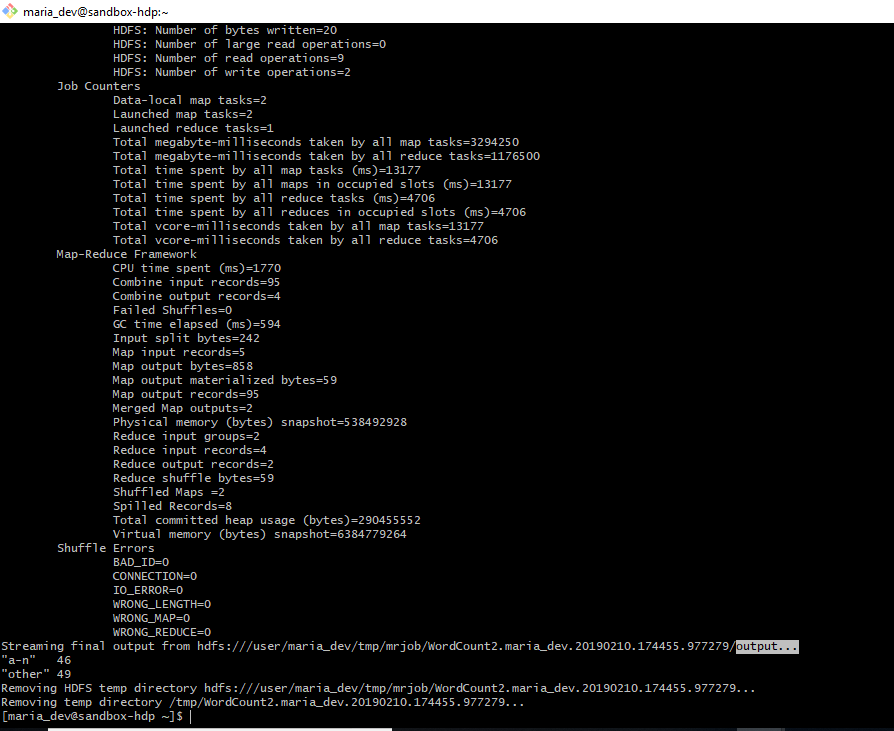 maria_dev@sandbox-hdp:~
HDFS: Number of bytes written=20
HDFS: Number of large read operations=0
HDFS: Number of read operations=9
HDFS: Number of write operations=2
Job Counters
Data-local map tasks=2
Launched map tasks=2
Launched reduce tasks=1
Total megabyte-milliseconds taken by all map tasks=3294250
Total megabyte-milliseconds taken by all reduce tasks=1176500
Total time spent by all map tasks (ms)=13177
Total time spent by all maps in occupied slots (ms)=13177
Total time spent by all reduce tasks (ms)=4706
Total time spent by all reduces in occupied slots (ms)=4706
Total vcore-milliseconds taken by all map tasks=13177
Total vcore-milliseconds taken by all reduce tasks=4706
Map-Reduce Framework
CPU time spent (ms)=1770
Combine input records=95
Combine output records=4
Failed Shuffles=0
GC time elapsed (ms)=594
Input split bytes=242
Map input records=5
Map output bytes=858
Map output materialized bytes=59
Map output records=95
Merged Map outputs=2
Physical memory (bytes) snapshot=538492928
Reduce input groups=2
Reduce input records=4
Reduce output records=2
Reduce shuffle bytes=59
Shuffled Maps =2
Spilled Records=8
Total committed heap usage (bytes)=290455552
Virtual memory (bytes) snapshot=6384779264
Shuffle Errors
BAD_ID=0
CONNECTION=0
IO_ERROR=0
WRONG_LENGTH=0
WRONG_MAP=0
WRONG_REDUCE=0
Streaming final output from hdfs:///user/maria_dev/tmp/mrjob/WordCount2.maria_dev.20190210.174455.977279/output...
"a-n" 46
"other" 49
Removing HDFS temp directory hdfs:///user/maria_dev/tmp/mrjob/WordCount2.maria_dev.20190210.174455.977279...
Removing temp directory /tmp/WordCount2.maria_dev.20190210.174455.977279...
[maria_dev@sandbox-hdp ~]$